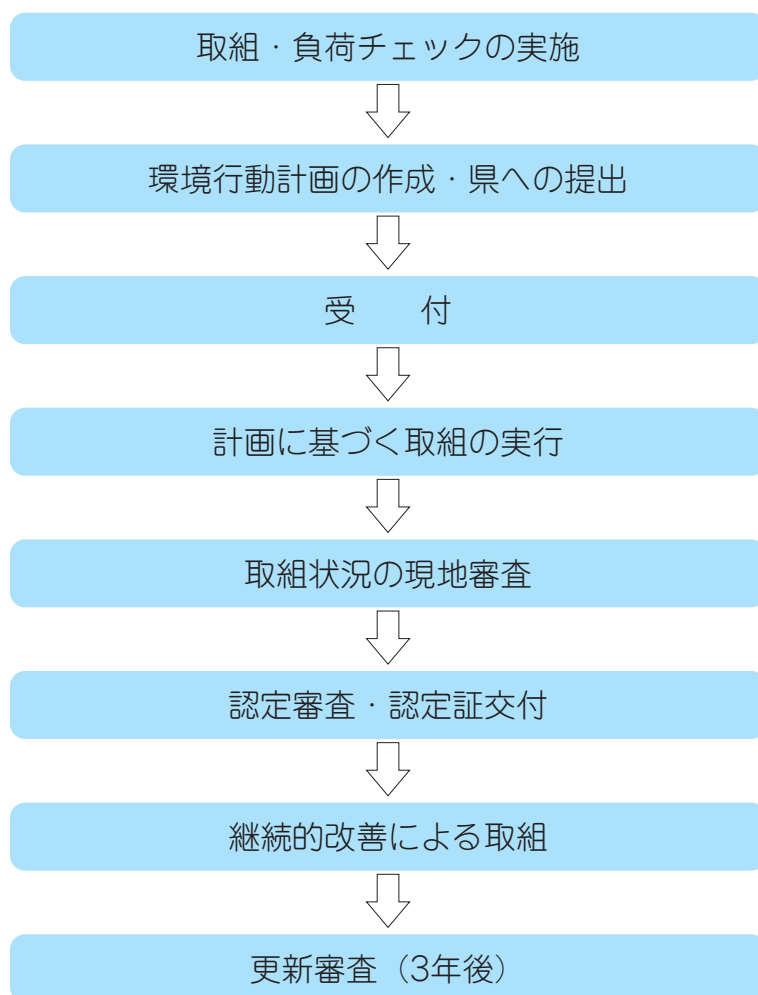 取組・負荷チェックの実施
環境行動計画の作成・県への提出
受　　付
計画に基づく取組の実行
取組状況の現地審査
認定審査・認定証交付
継続的改善による取組
更新審査（3年後）